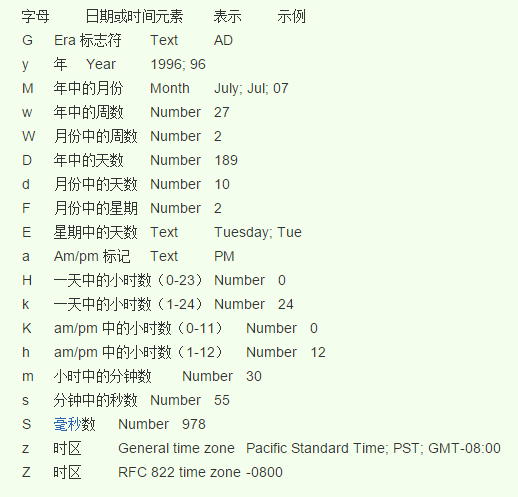 字母 日期或时间元素 表示 示例
G Era 标志符 Text AD
y 年 Year 1996; 96
M 年中的月份 Month July; Jul; 07
w 年中的周数 Number 27
W 月份中的周数 Number 2
D 年中的天数 Number 189
d 月份中的天数 Number 10
F 月份中的星期 Number 2
E 星期中的天数 Text Tuesday; Tue
a Am/pm 标记 Text PM
H 一天中的小时数（0-23） Number 0
k 一天中的小时数（1-24） Number 24
K am/pm 中的小时数（0-11） Number 0
h am/pm 中的小时数（1-12） Number 12
m 小时中的分钟数 Number 30
s 分钟中的秒数 Number 55
S 毫秒数 Number 978
z 时区 General time zone Pacific Standard Time; PST; GMT-08:00
Z 时区 RFC 822 time zone -0800